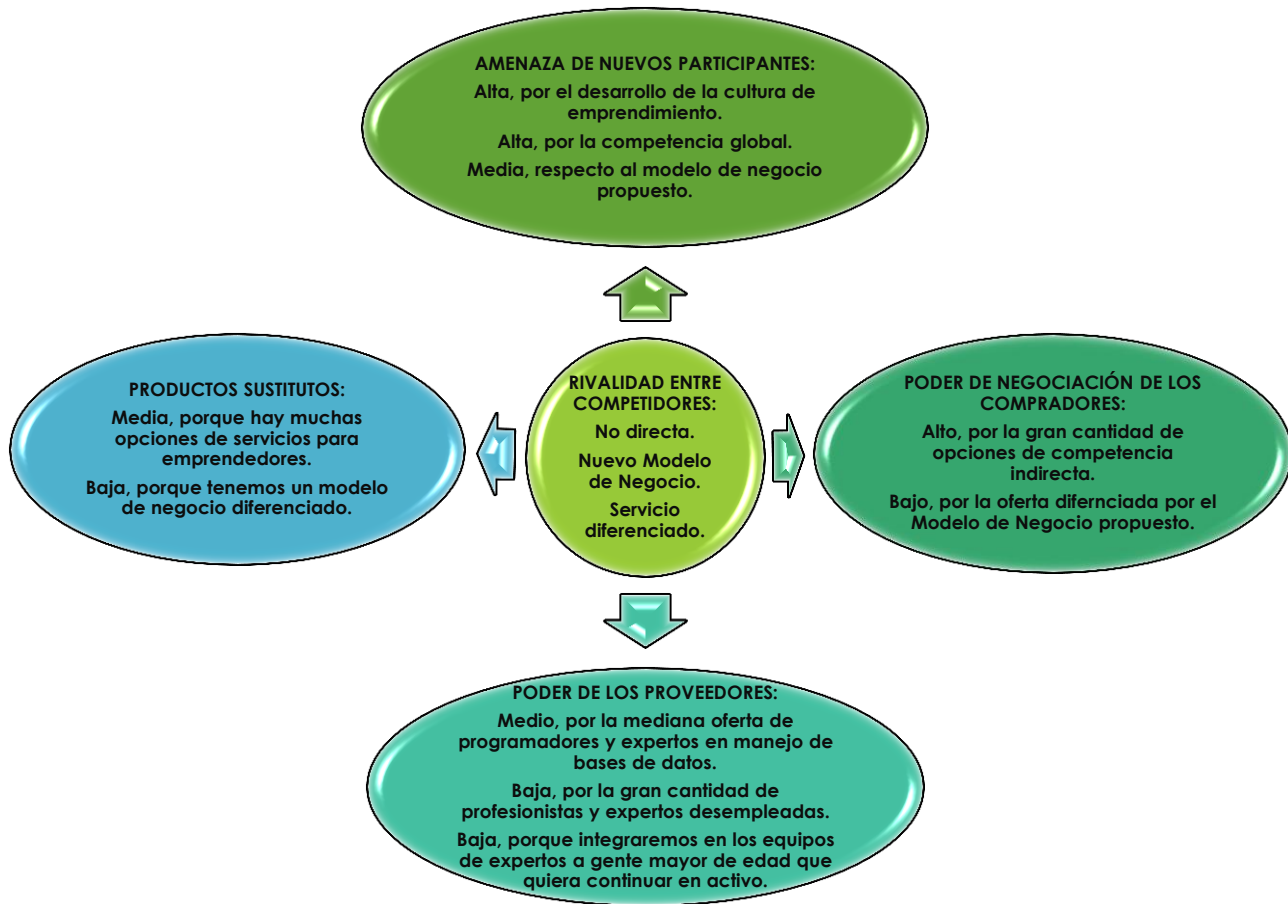 AMENAZA DE NUEVOS PARTICIPANTES:
Alta, por el desarrollo de la cultura de
emprendimiento.
Alta, por la competencia global.
Media, respecto al modelo de negocio
propuesto.
PRODUCTOS SUSTITUTOS:
Media, porque hay muchas
opciones de servicios para
emprendedores.
Baja, porque tenemos un modelo
de negocio diferenciado.
RIVALIDAD ENTRE
COMPETIDORES:
No directa.
Nuevo Modelo
de Negocio.
Servicio
diferenciado.
PODER DE NEGOCIACIÓN DE LOS
COMPRADORES:
Alto, por la gran cantidad de
opciones de competencia
indirecta.
Bajo, por la oferta difernciada por el
Modelo de Negocio propuesto.
PODER DE LOS PROVEEDORES:
Medio, por la mediana oferta de
programadores y expertos en manejo de
bases de datos.
Baja, por la gran cantidad de
profesionistas y expertos desempleadas.
Baja, porque integraremos en los equipos
de expertos a gente mayor de edad que
quiera continuar en activo.